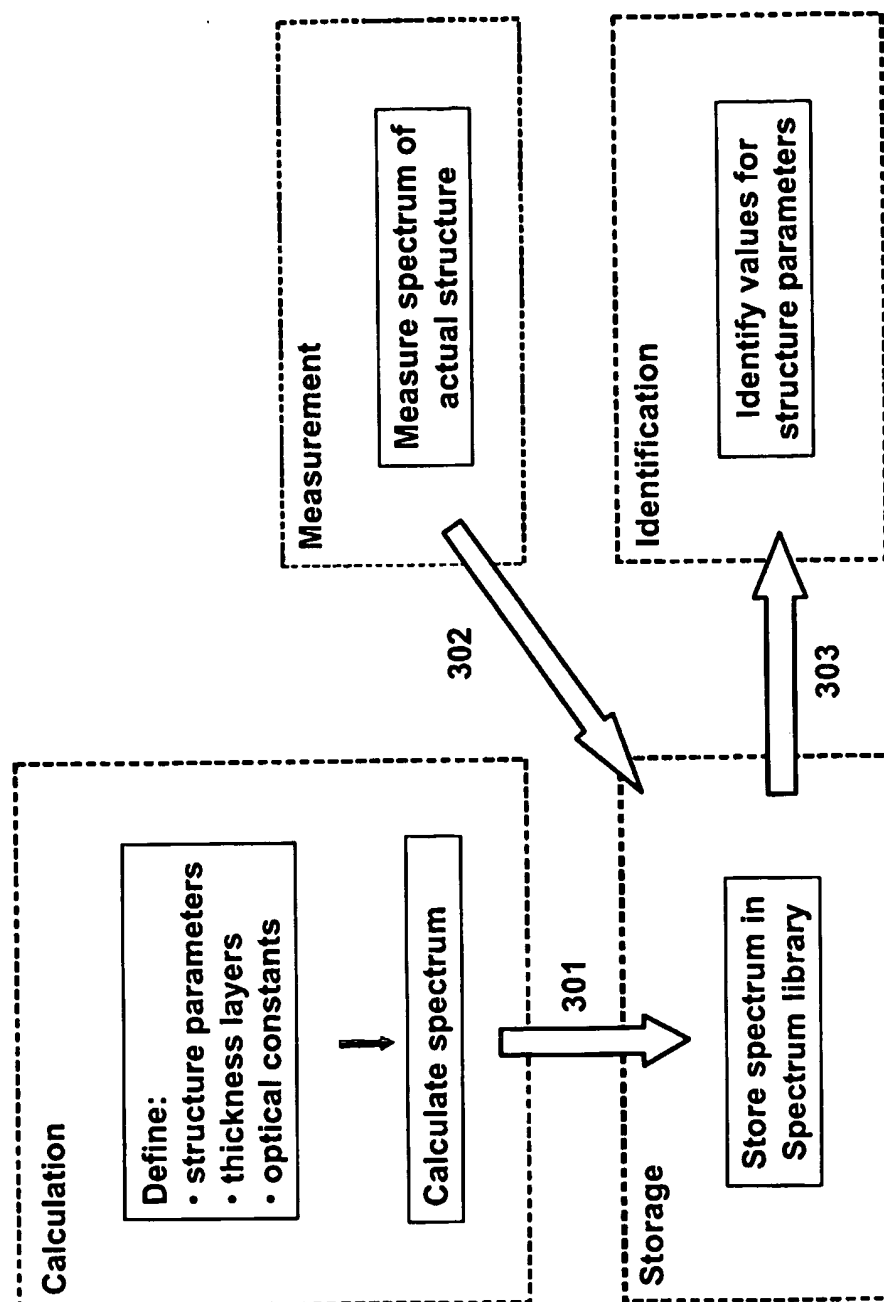 Calculation
Define:
• structure parameters
• thickness layers
• optical constants
Calculate spectrum
301
Storage
Store spectrum in
Spectrum library
Measurement
Measure spectrum of
actual structure
302
303
Identification
Identify values for
structure parameters